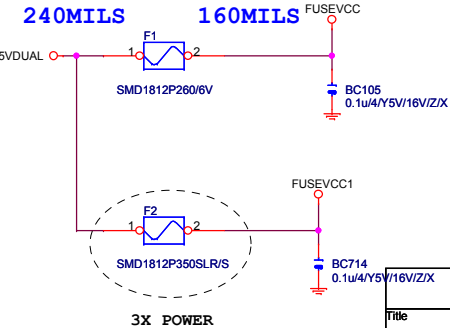 240MILS 160MILS FUSEVCC
5VDUAL 1 F1 2
SMD1812P260/6V
BC105
0.1u/4/Y5V/16V/Z/X
FUSEVCC1
1 F2 2
SMD1812P350SLR/S
BC714
0.1u/4/Y5V/16V/Z/X
Title
3X POWER